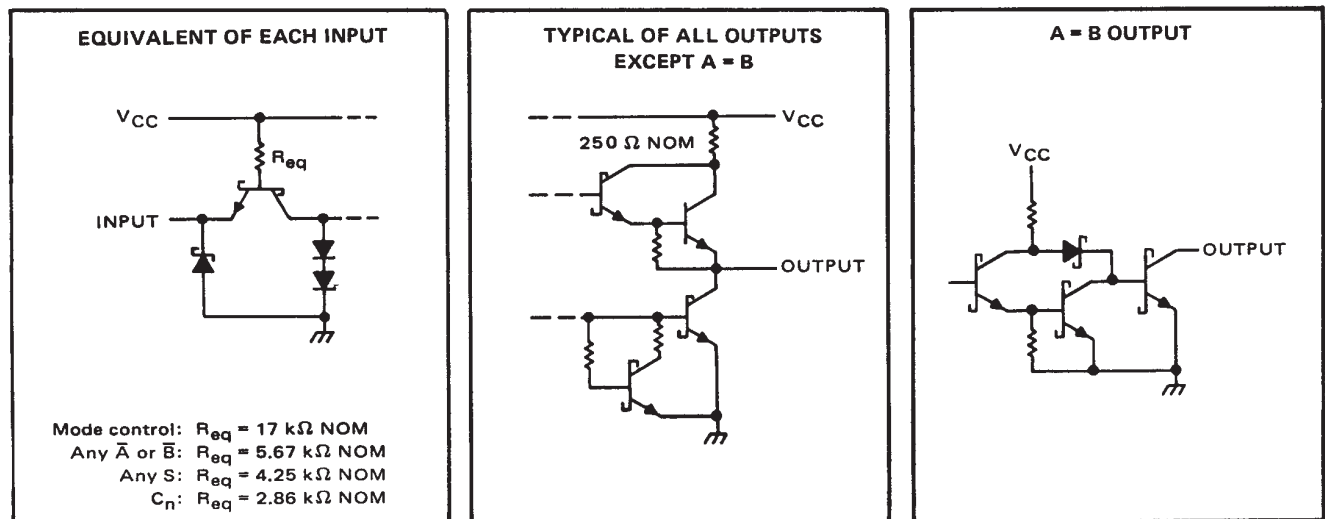 EQUIVALENT OF EACH INPUT
VCC
Req
INPUT
Mode control: Req = 17 kΩ NOM
Any A̅ or B̅: Req = 5.67 kΩ NOM
Any S: Req = 4.25 kΩ NOM
Cn: Req = 2.86 kΩ NOM
TYPICAL OF ALL OUTPUTS
EXCEPT A = B
VCC
250 Ω NOM
OUTPUT
A = B OUTPUT
VCC
OUTPUT